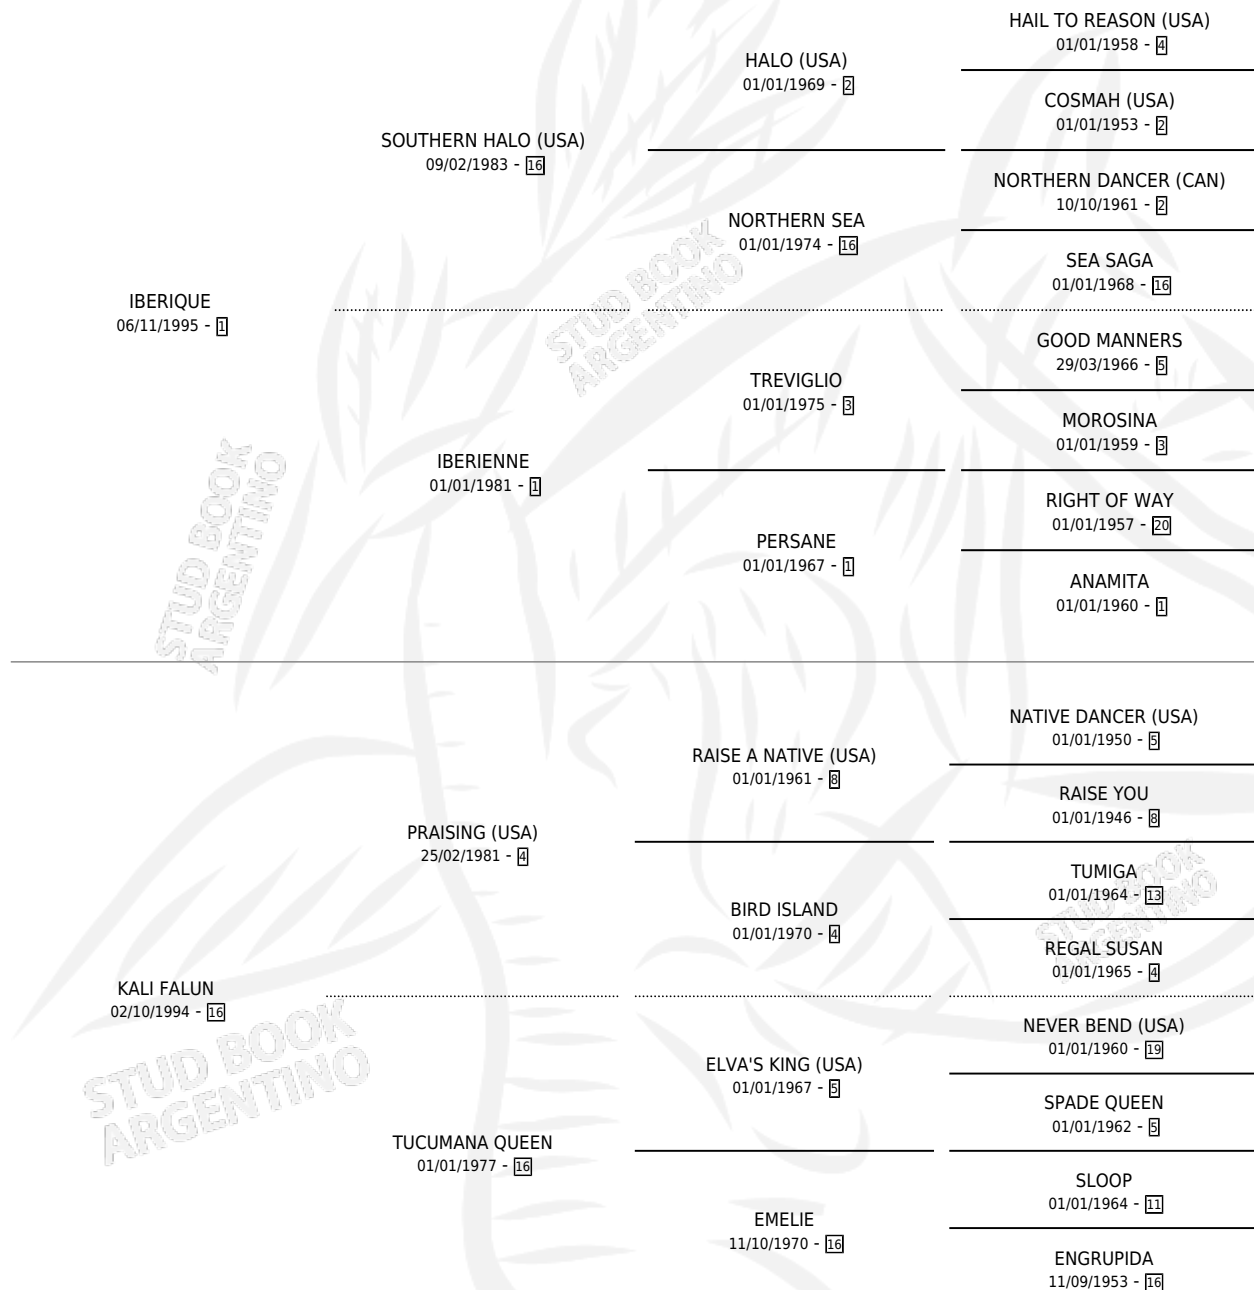 HAIL TO REASON (USA)
01/01/1958 - 4
HALO (USA)
01/01/1969 - 2
COSMAH (USA)
01/01/1953 - 2
SOUTHERN HALO (USA)
09/02/1983 - 16
NORTHERN DANCER (CAN)
10/10/1961 - 2
NORTHERN SEA
01/01/1974 - 16
SEA SAGA
01/01/1968 - 16
IBERIQUE
06/11/1995 - 1
GOOD MANNERS
29/03/1966 - 5
TREVIGLIO
01/01/1975 - 3
MOROSINA
01/01/1959 - 3
IBERIENNE
01/01/1981 - 1
RIGHT OF WAY
01/01/1957 - 20
PERSANE
01/01/1967 - 1
ANAMITA
01/01/1960 - 1
NATIVE DANCER (USA)
01/01/1950 - 5
RAISE A NATIVE (USA)
01/01/1961 - 8
RAISE YOU
01/01/1946 - 8
PRAISING (USA)
25/02/1981 - 4
TUMIGA
01/01/1964 - 13
BIRD ISLAND
01/01/1970 - 4
REGAL SUSAN
01/01/1965 - 4
KALI FALUN
02/10/1994 - 16
NEVER BEND (USA)
01/01/1960 - 19
ELVA'S KING (USA)
01/01/1967 - 5
SPADE QUEEN
01/01/1962 - 5
TUCUMANA QUEEN
01/01/1977 - 16
SLOOP
01/01/1964 - 11
EMELIE
11/10/1970 - 16
ENGRUPIDA
11/09/1953 - 16
STUD BOOK
ARGENTINO
STUD BOOK
ARGENTINO
STUD BOOK
ARGENTINO
STUD BOOK
ARGENTINO